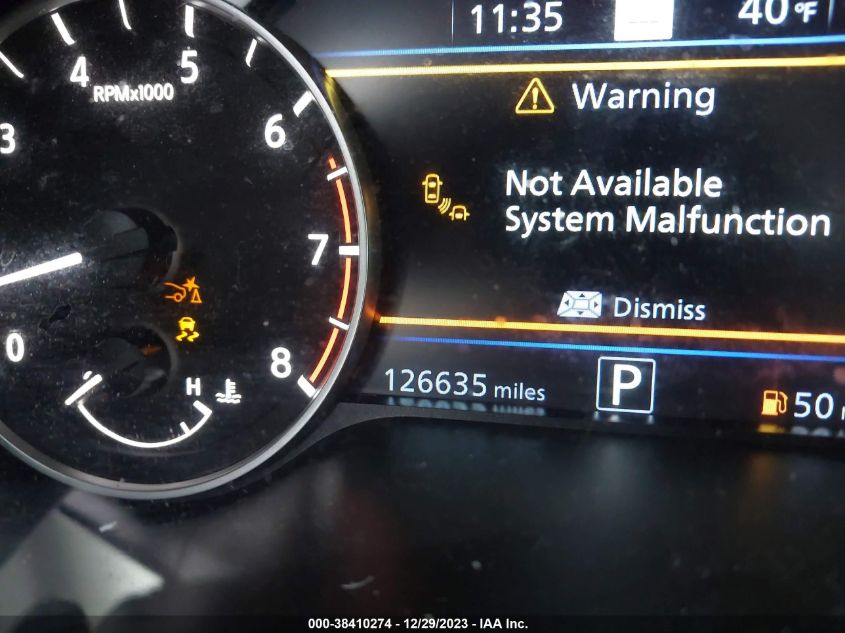 11:35
40°F
4
5
RPMx1000
3
6
7
0
8
H
Warning
Not Available
System Malfunction
Dismiss
126635 miles
P
50
000-38410274 - 12/29/2023 - IAA Inc.